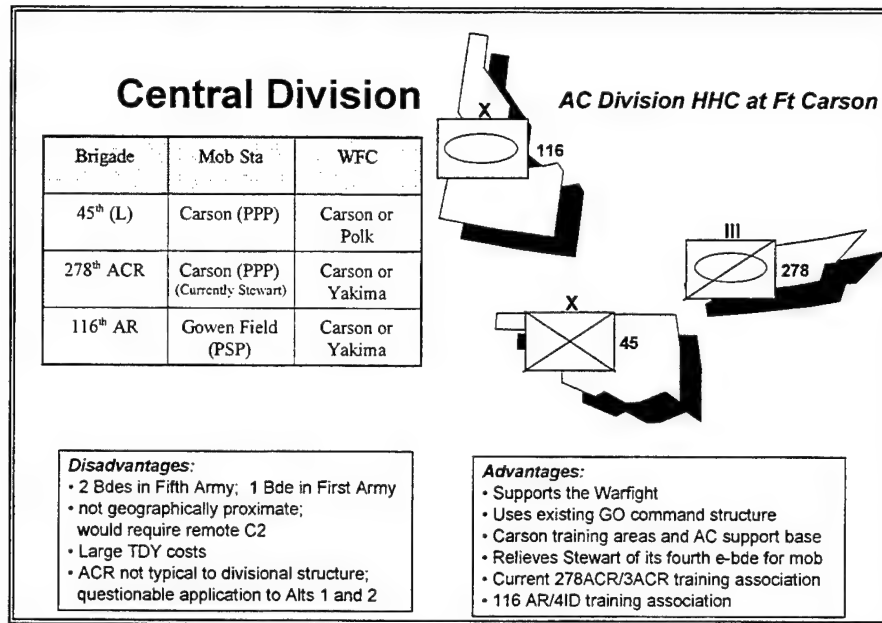 Central Division
AC Division HHC at Ft Carson
Brigade Mob Sta WFC
45th (L) Carson (PPP) Carson or
Polk
278th ACR Carson (PPP) Carson or
(Currently Stewart) Yakima
116th AR Gowen Field Carson or
(PSP) Yakima
X
116
III
278
X
45
Disadvantages:
• 2 Bdes in Fifth Army; 1 Bde in First Army
• not geographically proximate;
would require remote C2
• Large TDY costs
• ACR not typical to divisional structure;
questionable application to Alts 1 and 2
Advantages:
• Supports the Warfight
• Uses existing GO command structure
• Carson training areas and AC support base
• Relieves Stewart of its fourth e-bde for mob
• Current 278ACR/3ACR training association
• 116 AR/4ID training association